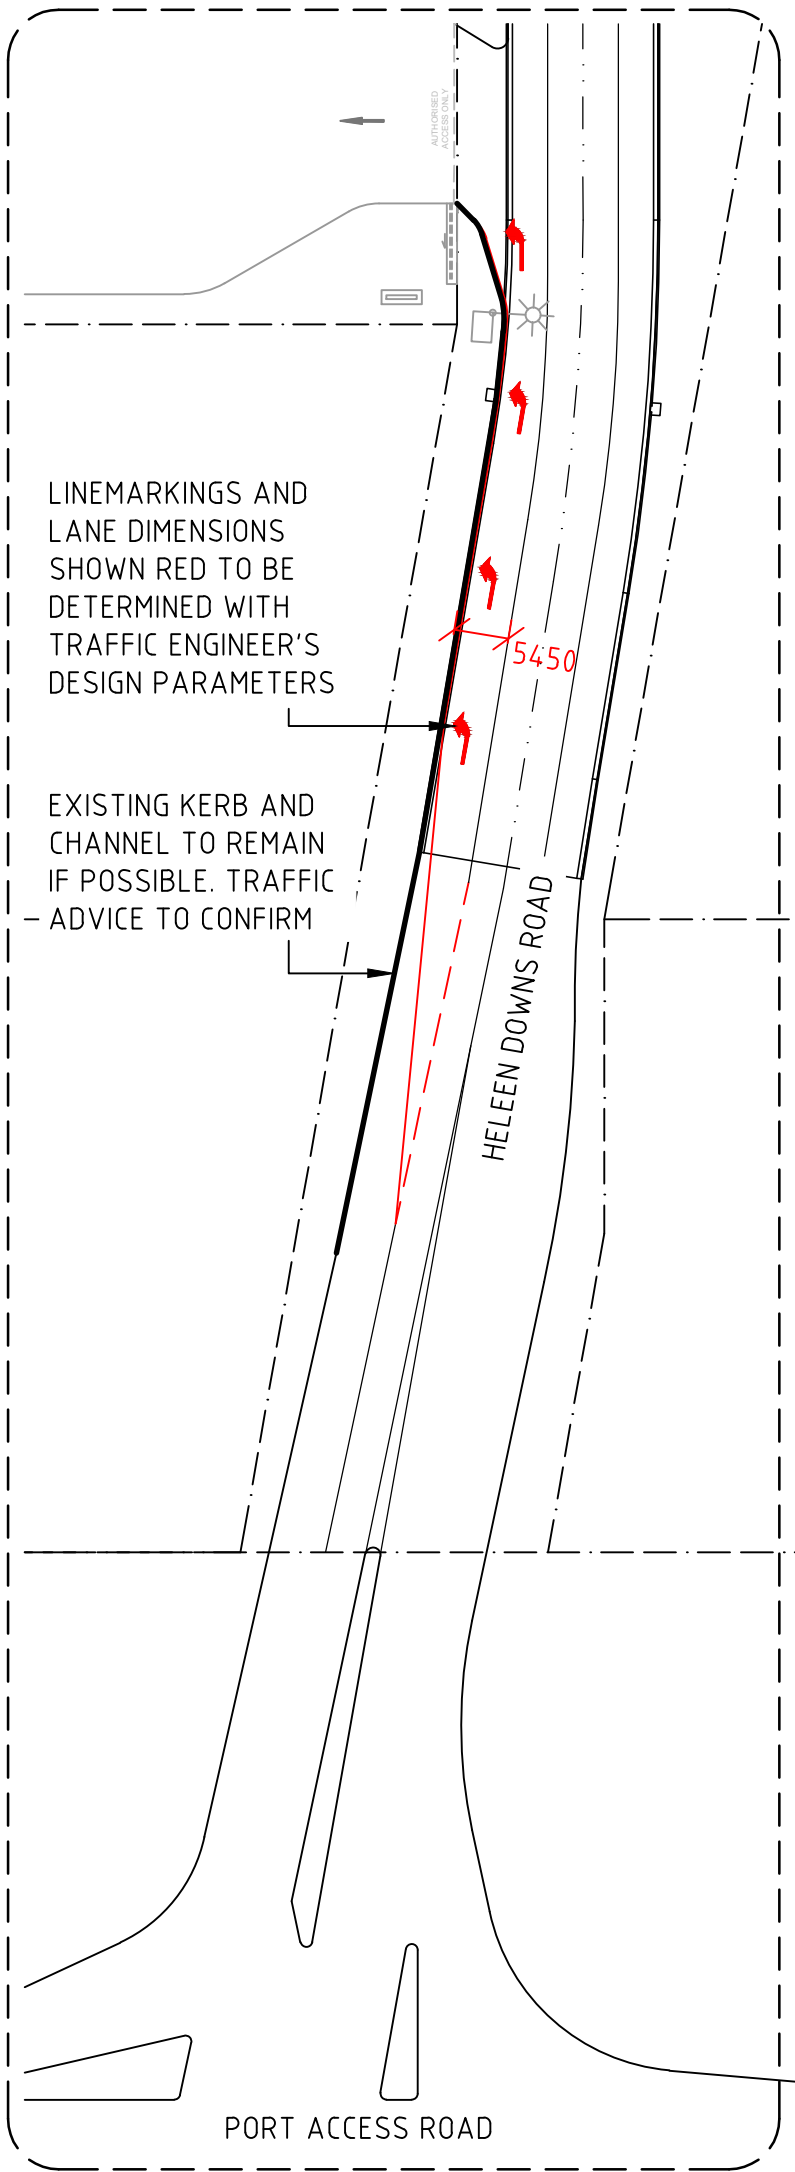 AUTHORISED
ACCESS ONLY
LINEMARKINGS AND
LANE DIMENSIONS
SHOWN RED TO BE
DETERMINED WITH
TRAFFIC ENGINEER'S
DESIGN PARAMETERS
5450
EXISTING KERB AND
CHANNEL TO REMAIN
IF POSSIBLE. TRAFFIC
ADVICE TO CONFIRM
HELEEN DOWNS ROAD
PORT ACCESS ROAD